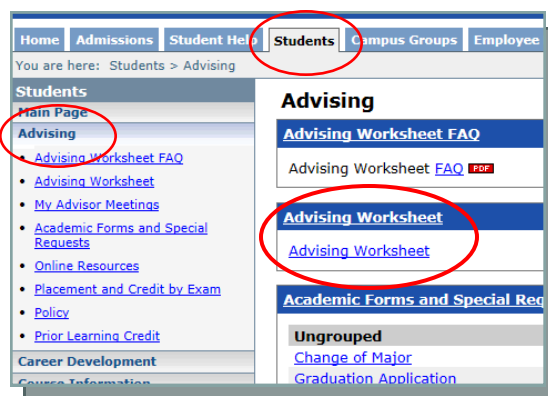 Home Admissions Student Help Students Campus Groups Employee
You are here: Students > Advising
Students
Main Page
Advising
Advising Worksheet FAQ
Advising Worksheet
My Advisor Meetings
Academic Forms and Special
Requests
Online Resources
Placement and Credit by Exam
Policy
Prior Learning Credit
Career Development
Course Information
Advising
Advising Worksheet FAQ
Advising Worksheet FAQ PDF
Advising Worksheet
Advising Worksheet
Academic Forms and Special Req
Ungrouped
Change of Major
Graduation Application